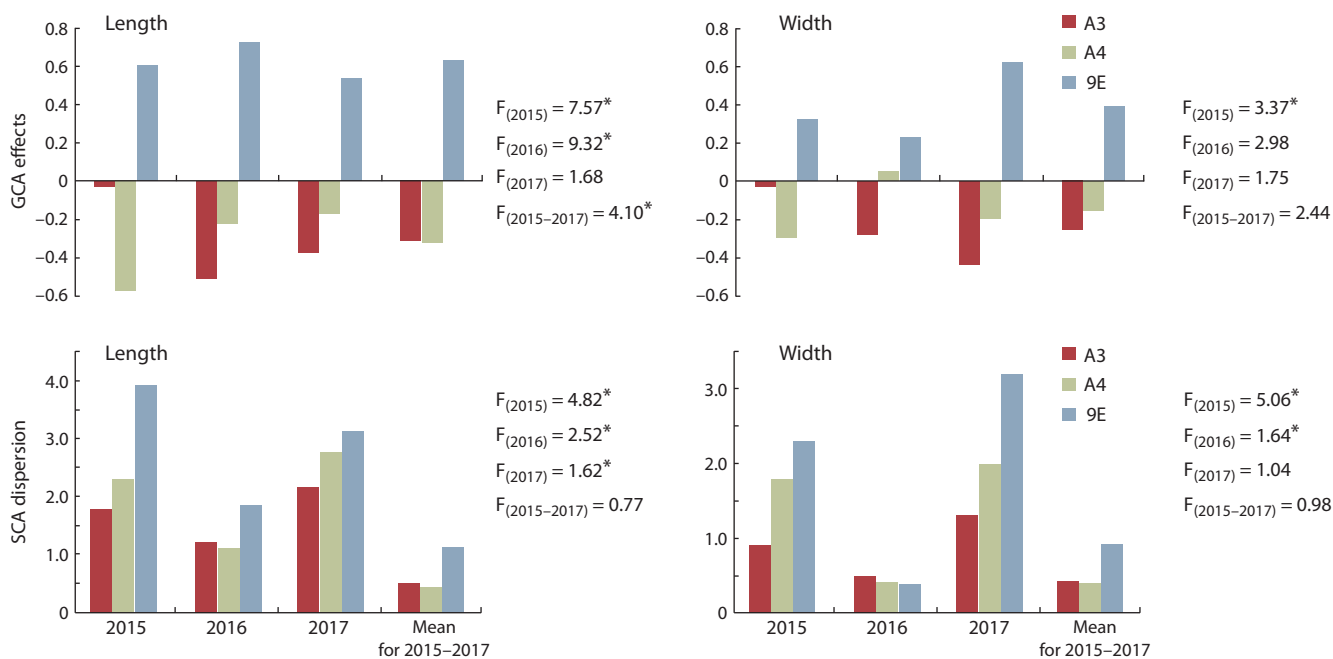 Length
GCA effects
0.8
0.6
0.4
0.2
0
–0.2
–0.4
–0.6
F(2015) = 7.57*
F(2016) = 9.32*
F(2017) = 1.68
F(2015–2017) = 4.10*
Width
0.8
0.6
0.4
0.2
0
–0.2
–0.4
–0.6
A3
A4
9E
F(2015) = 3.37*
F(2016) = 2.98
F(2017) = 1.75
F(2015–2017) = 2.44
Length
SCA dispersion
4.0
3.0
2.0
1.0
0
2015 2016 2017 Mean
for 2015–2017
F(2015) = 4.82*
F(2016) = 2.52*
F(2017) = 1.62*
F(2015–2017) = 0.77
Width
3.0
2.0
1.0
0
2015 2016 2017 Mean
for 2015–2017
A3
A4
9E
F(2015) = 5.06*
F(2016) = 1.64*
F(2017) = 1.04
F(2015–2017) = 0.98